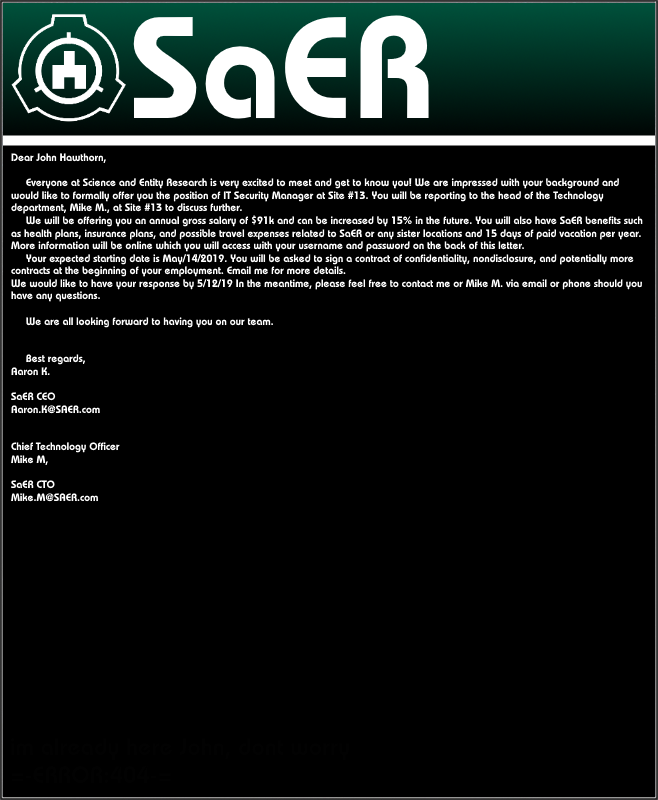 SaER
Dear John Hawthorn,
Everyone at Science and Entity Research is very excited to meet and get to know you! We are impressed with your background and
would like to formally offer you the position of IT Security Manager at Site #13. You will be reporting to the head of the Technology
department, Mike M., at Site #13 to discuss further.
We will be offering you an annual gross salary of $91k and can be increased by 15% in the future. You will also have SaER benefits such
as health plans, insurance plans, and possible travel expenses related to SaER or any sister locations and 15 days of paid vacation per year.
More information will be online which you will access with your username and password on the back of this letter.
Your expected starting date is May/14/2019. You will be asked to sign a contract of confidentiality, nondisclosure, and potentially more
contracts at the beginning of your employment. Email me for more details.
We would like to have your response by 5/12/19 In the meantime, please feel free to contact me or Mike M. via email or phone should you
have any questions.
We are all looking forward to having you on our team.
Best regards,
Aaron K.
SaER CEO
Aaron.K@SAER.com
Chief Technology Officer
Mike M,
SaER CTO
Mike.M@SAER.com